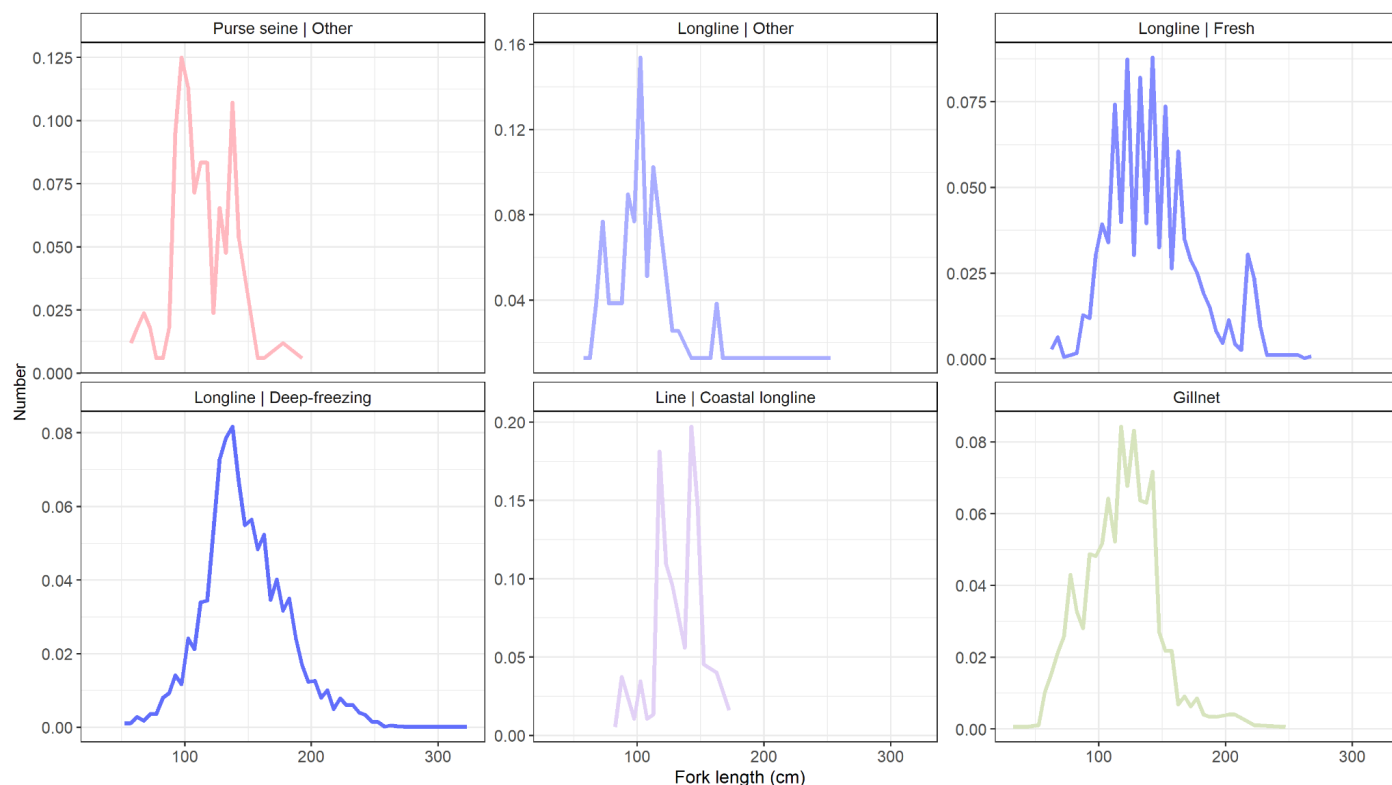 Purse seine | Other
Longline | Other
Longline | Fresh
0.125
0.100
0.075
0.050
0.025
0.000
0.16
0.12
0.08
0.04
0.075
0.050
0.025
0.000
Number
Longline | Deep-freezing
Line | Coastal longline
Gillnet
0.08
0.06
0.04
0.02
0.00
0.20
0.15
0.10
0.05
0.00
0.08
0.06
0.04
0.02
0.00
100 200 300
100 200 300
100 200 300
Fork length (cm)